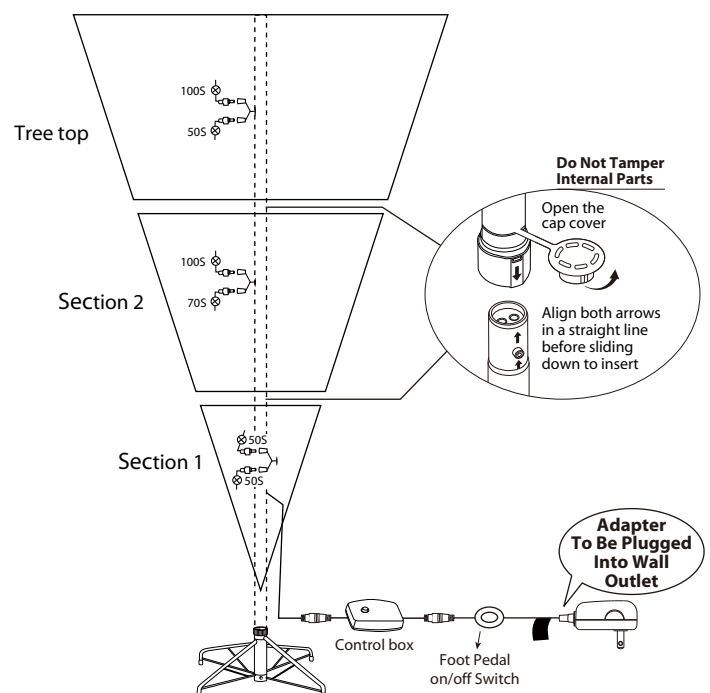 100S
50S
Tree top
Do Not Tamper
Internal Parts
Open the
cap cover
100S
70S
Section 2
Align both arrows
in a straight line
before sliding
down to insert
50S
50S
Section 1
Adapter
To Be Plugged
Into Wall
Outlet
Control box
Foot Pedal
on/off Switch